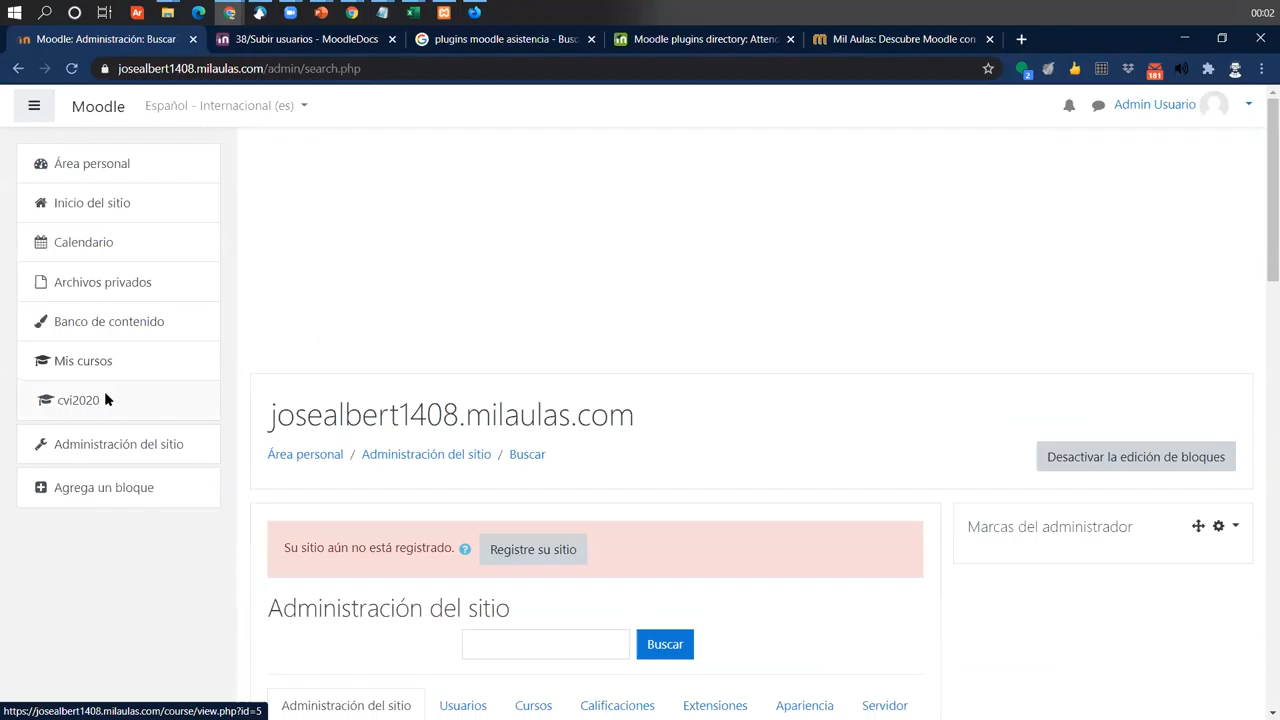 00:02
Moodle: Administración: Buscar
38/Subir usuarios - MoodleDocs
plugins moodle asistencia - Busc
Moodle plugins directory: Attenc
Mil Aulas: Descubre Moodle con
josealbert1408.milaulas.com/admin/search.php
2
181
Moodle
Español - Internacional (es)
Admin Usuario
Área personal
Inicio del sitio
Calendario
Archivos privados
Banco de contenido
Mis cursos
cvi2020
Administración del sitio
Agrega un bloque
josealbert1408.milaulas.com
Área personal / Administración del sitio / Buscar
Desactivar la edición de bloques
Su sitio aún no está registrado.
Registre su sitio
Marcas del administrador
Administración del sitio
Buscar
Administración del sitio
Usuarios
Cursos
Calificaciones
Extensiones
Apariencia
Servidor
https://josealbert1408.milaulas.com/course/view.php?id=5